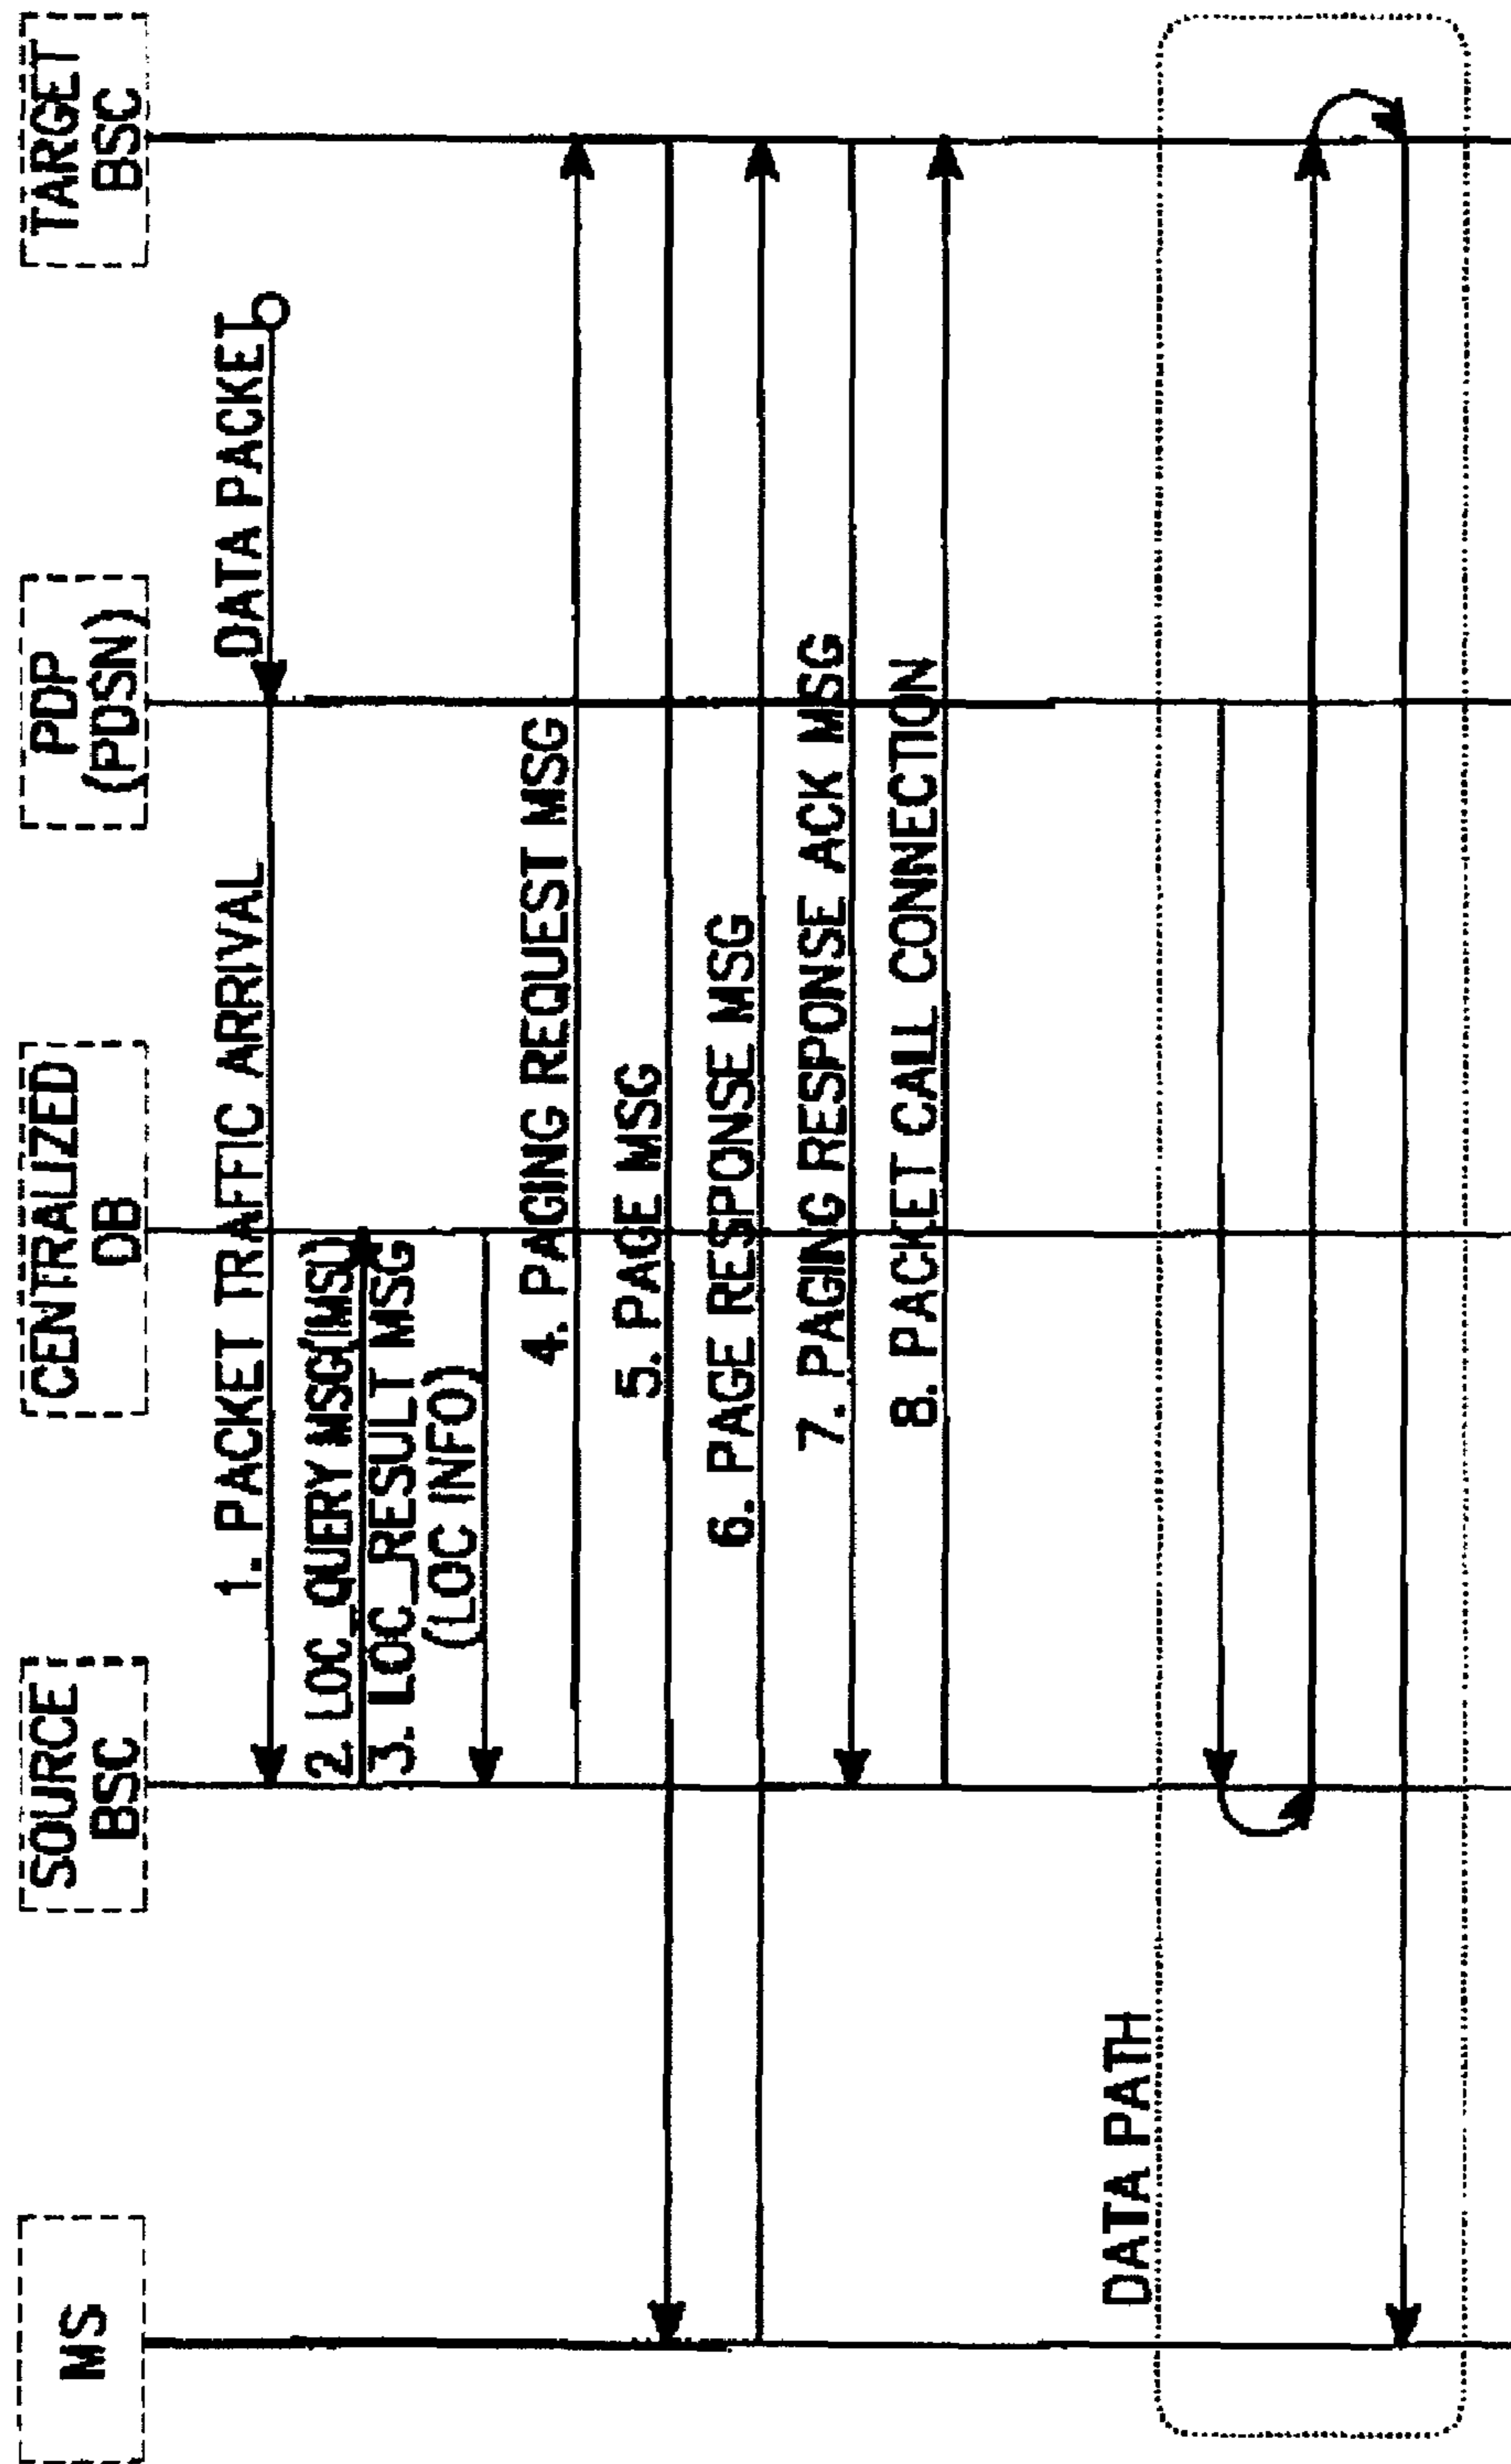 MS
SOURCE
BSC
CENTRALIZED
DB
PDP
(PDSN)
TARGET
BSC
DATA PACKET
1. PACKET TRAFFIC ARRIVAL
2. LOC_QUERY MSG(IMSI)
3. LOC_RESULT MSG
(LOC INFO)
4. PAGING REQUEST MSG
5. PAGE MSG
6. PAGE RESPONSE MSG
7. PAGING RESPONSE ACK MSG
8. PACKET CALL CONNECTION
DATA PATH